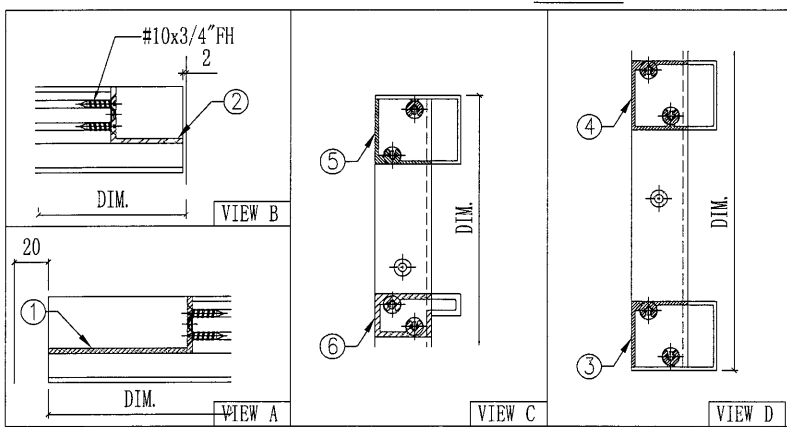 #10x3/4"FH
2
②
DIM.
VIEW B
20
①
DIM.
VIEW A
⑤
DIM.
⑥
VIEW C
④
DIM.
③
VIEW D